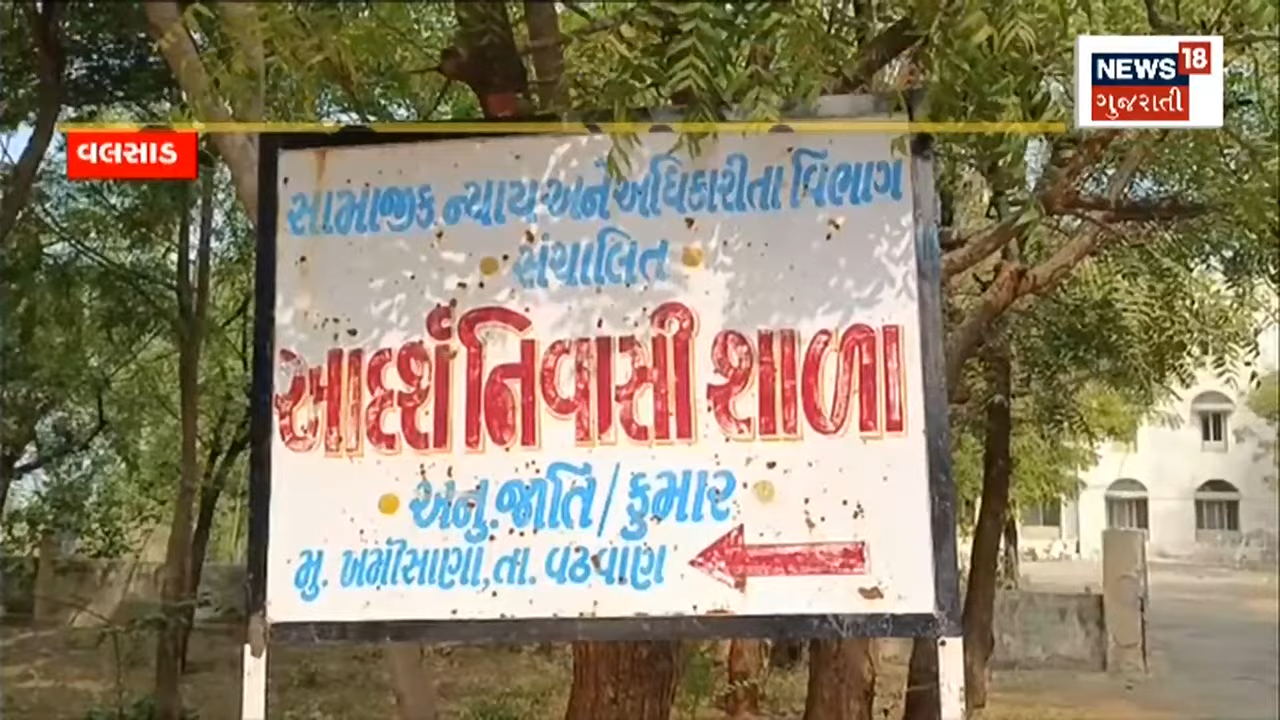 NEWS 18
ગુજરાતી
વલસાડ
સામાજીક ન્યાય અને અધિકારીતા વિભાગ
સંચાલિત
આદર્શ નિવાસી શાળા
અનુ.જાતિ/કુમાર
મુ. ખમીસાણા, તા. વઢવાણ